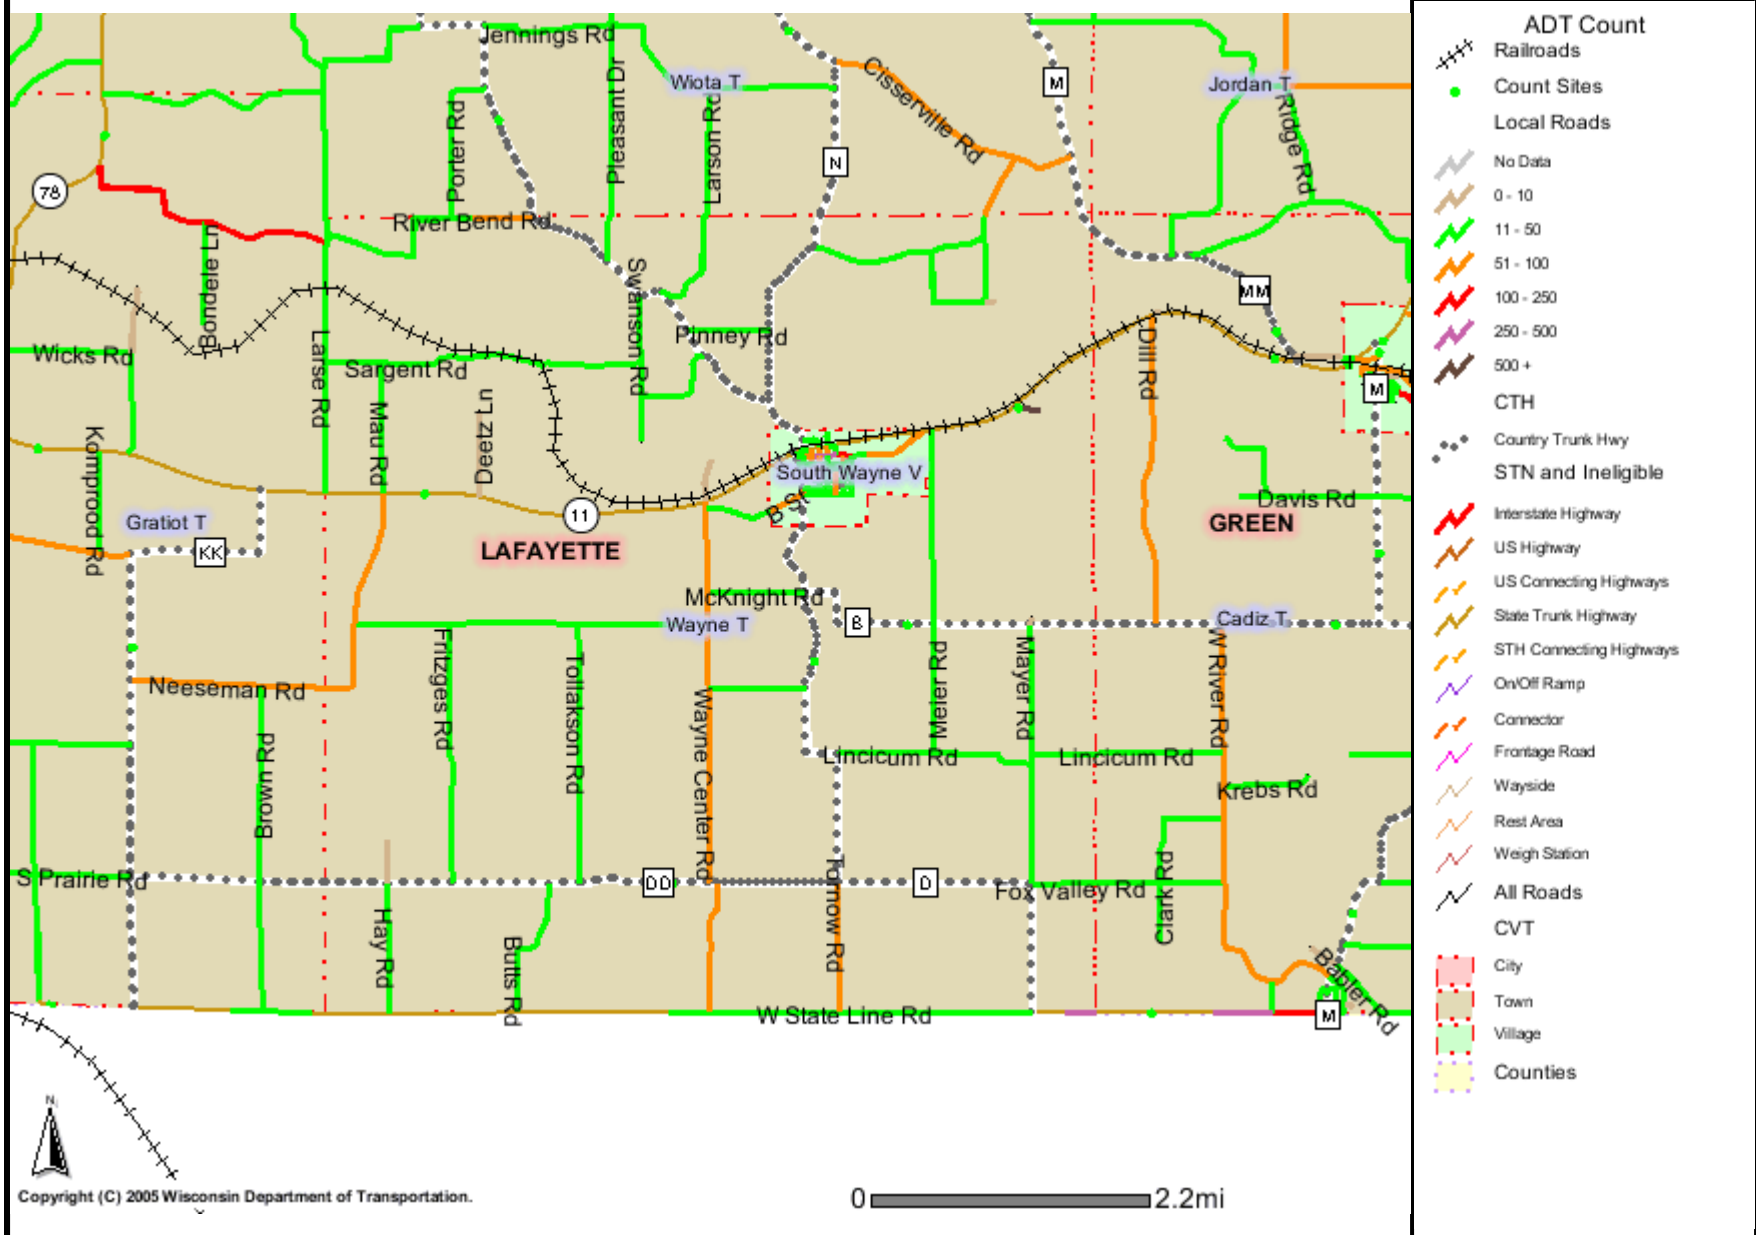 Jennings Rd
Wiota T
Cisserville Rd
M
Jordan T
Ridge Rd
Porter Rd
Pleasant Dr
Larson Rd
N
78
River Bend Rd
Bondele Ln
Swanson Rd
MM
Pinney Rd
Dill Rd
Wicks Rd
Larse Rd
Sargent Rd
M
Mau Rd
Deetz Ln
Komprood Rd
South Wayne V
Davis Rd
B St
11
Gratiot T
GREEN
KK
LAFAYETTE
McKnight Rd
Wayne T
B
Cadiz T
Fritzges Rd
Tollakson Rd
Meier Rd
Mayer Rd
W River Rd
Neeseman Rd
Wayne Center Rd
Brown Rd
Lincicum Rd
Lincicum Rd
Krebs Rd
S Prairie Rd
DD
D
Fox Valley Rd
Clark Rd
Tornow Rd
Hay Rd
Butts Rd
Babler Rd
W State Line Rd
M
N
Copyright (C) 2005 Wisconsin Department of Transportation.
0 2.2mi
ADT Count
Railroads
Count Sites
Local Roads
No Data
0 - 10
11 - 50
51 - 100
100 - 250
250 - 500
500 +
CTH
Country Trunk Hwy
STN and Ineligible
Interstate Highway
US Highway
US Connecting Highways
State Trunk Highway
STH Connecting Highways
On/Off Ramp
Connector
Frontage Road
Wayside
Rest Area
Weigh Station
All Roads
CVT
City
Town
Village
Counties